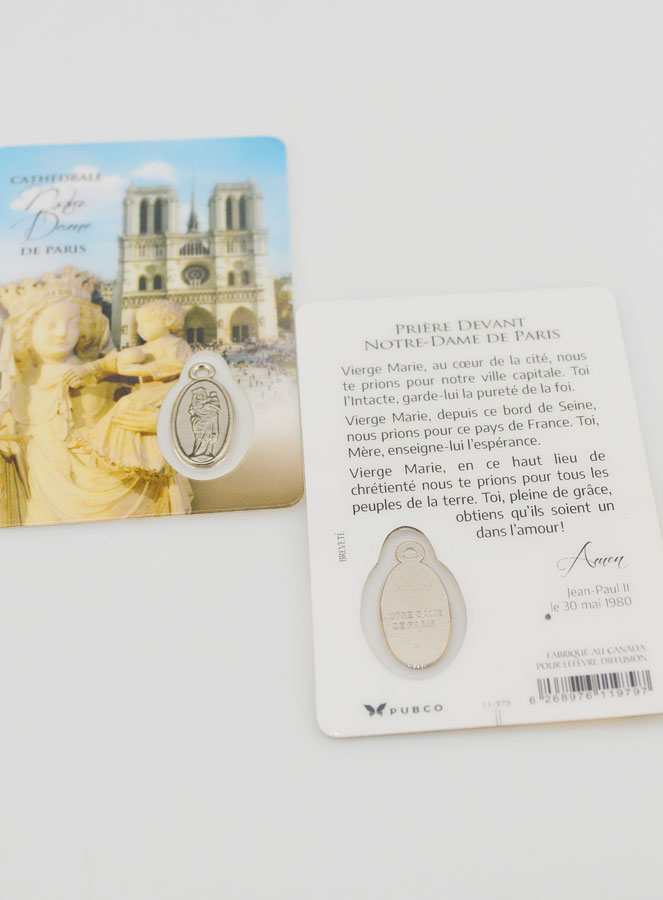 CATHÉDRALE
Notre
Dame
DE PARIS
PRIÈRE DEVANT
NOTRE-DAME DE PARIS
Vierge Marie, au cœur de la cité, nous
te prions pour notre ville capitale. Toi
l'Intacte, garde-lui la pureté de la foi.
Vierge Marie, depuis ce bord de Seine,
nous prions pour ce pays de France. Toi,
Mère, enseigne-lui l'espérance.
Vierge Marie, en ce haut lieu de
chrétienté nous te prions pour tous les
peuples de la terre. Toi, pleine de grâce,
obtiens qu'ils soient un
dans l'amour!
Amen
Jean-Paul II
le 30 mai 1980
BREVETÉ
NOTRE DAME
DE PARIS
FABRIQUÉ AU CANADA
POUR LEFÈVRE DIFFUSION
PUBCO
11-979
6 268976 119797